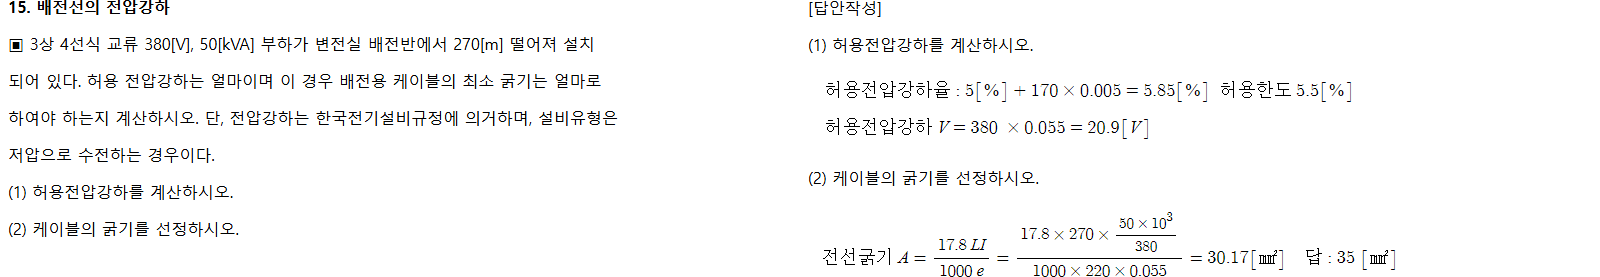 15. 배전선의 전압강하
▣ 3상 4선식 교류 380[V], 50[kVA] 부하가 변전실 배전반에서 270[m] 떨어져 설치
되어 있다. 허용 전압강하는 얼마이며 이 경우 배전용 케이블의 최소 굵기는 얼마로
하여야 하는지 계산하시오. 단, 전압강하는 한국전기설비규정에 의거하며, 설비유형은
저압으로 수전하는 경우이다.
(1) 허용전압강하를 계산하시오.
(2) 케이블의 굵기를 선정하시오.
[답안작성]
(1) 허용전압강하를 계산하시오.
허용전압강하율 : 5[%] + 170 × 0.005 = 5.85[%] 허용한도 5.5[%]
허용전압강하 V = 380 × 0.055 = 20.9[V]
(2) 케이블의 굵기를 선정하시오.
전선굵기 A = 17.8 LI / 1000 e = 17.8 × 270 × 50 × 10³ / 380 / 1000 × 220 × 0.055 = 30.17[㎟] 답 : 35 [㎟]